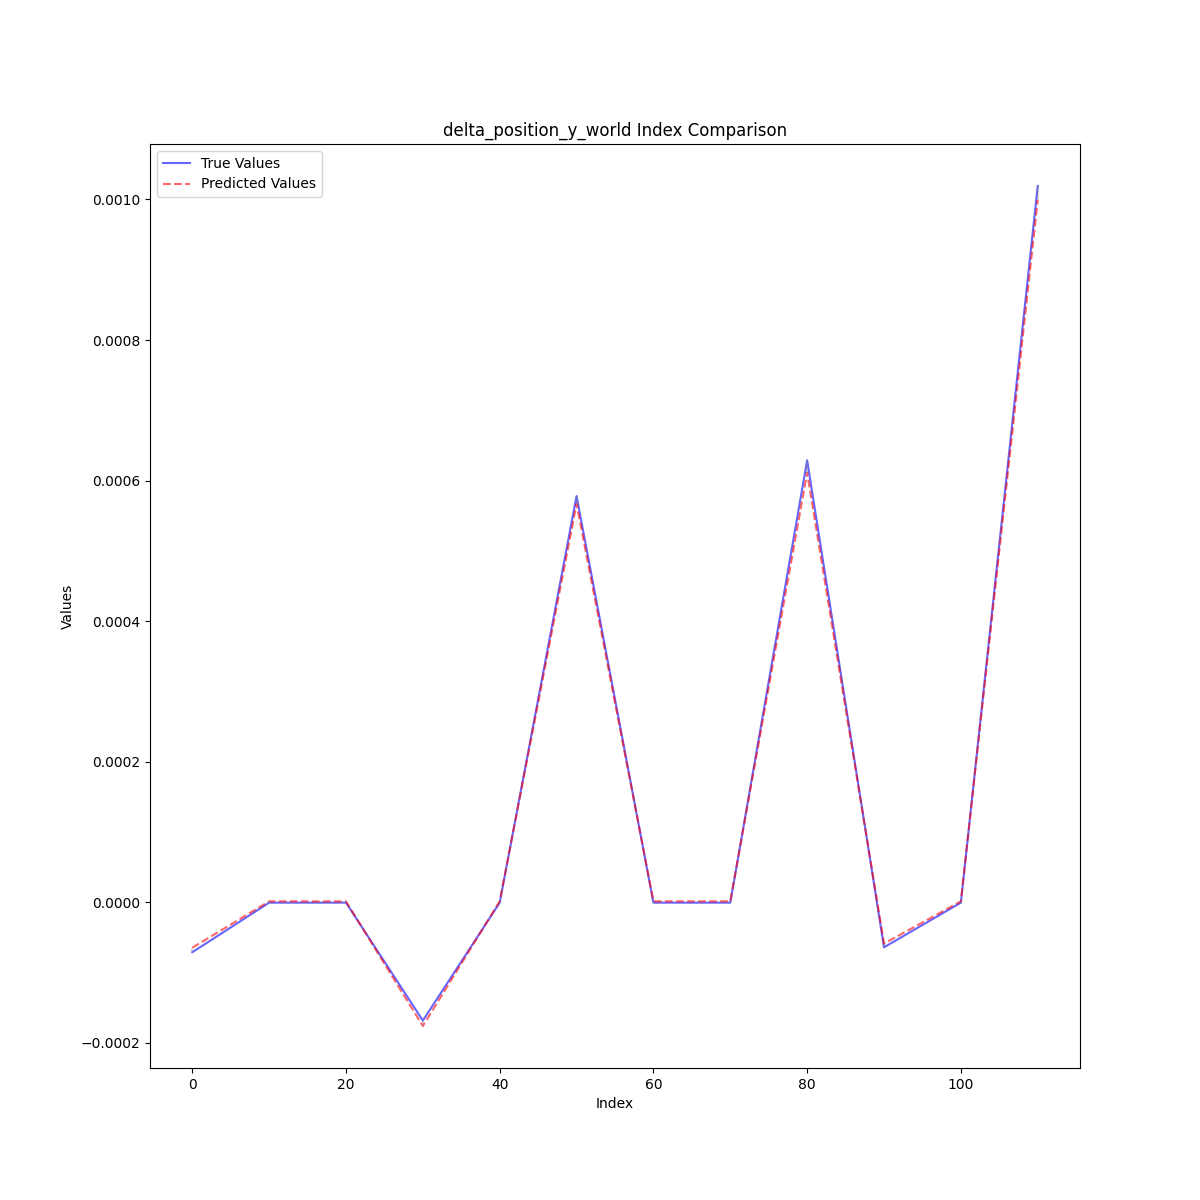 delta_position_y_world Index Comparison
True Values
Predicted Values
0.0010
0.0008
0.0006
0.0004
0.0002
0.0000
−0.0002
Values
0 20 40 60 80 100
Index